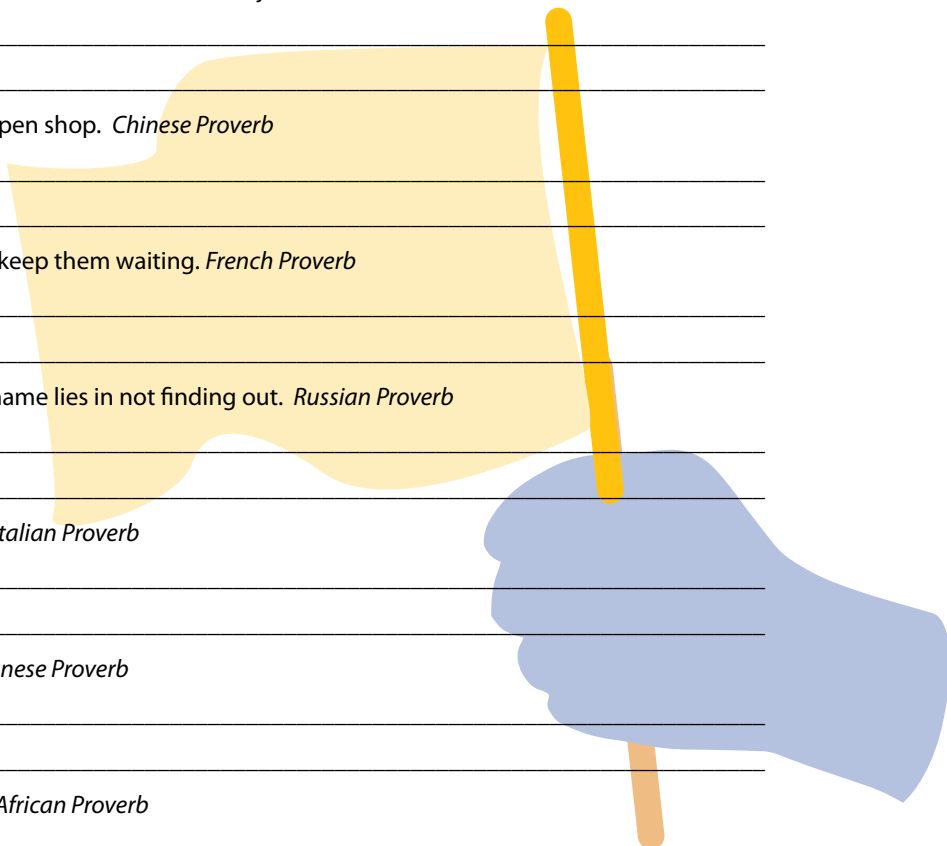 pen shop. Chinese Proverb
keep them waiting. French Proverb
ame lies in not finding out. Russian Proverb
talian Proverb
nese Proverb
African Proverb